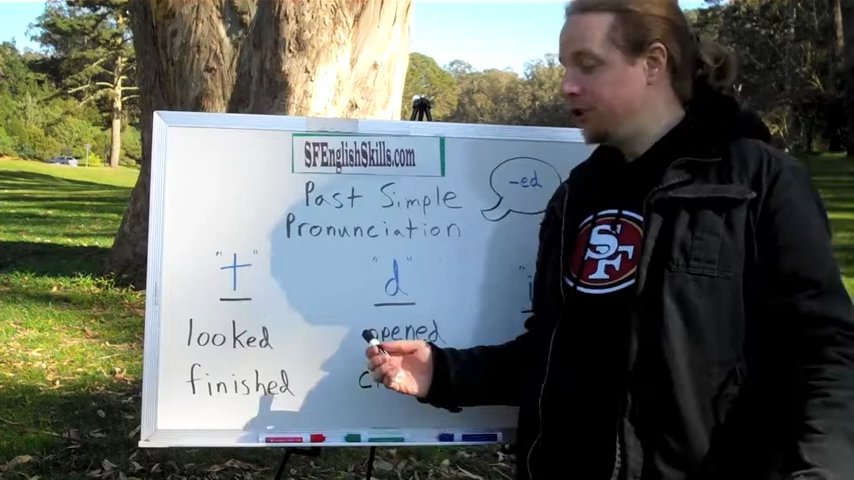 SFEnglishSkills.com
Past Simple
Pronunciation
-ed
"t"
"d"
looked
opened
finished
SF